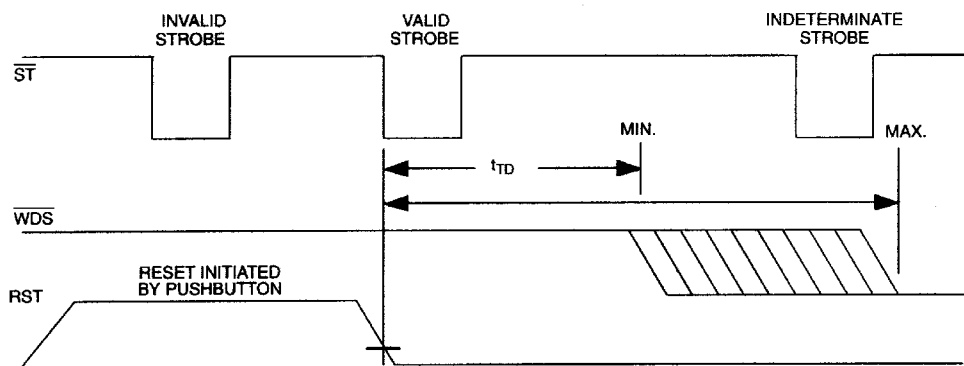 INVALID
STROBE
VALID
STROBE
INDETERMINATE
STROBE
ST
MIN.
MAX.
tTD
WDS
RESET INITIATED
BY PUSHBUTTON
RST